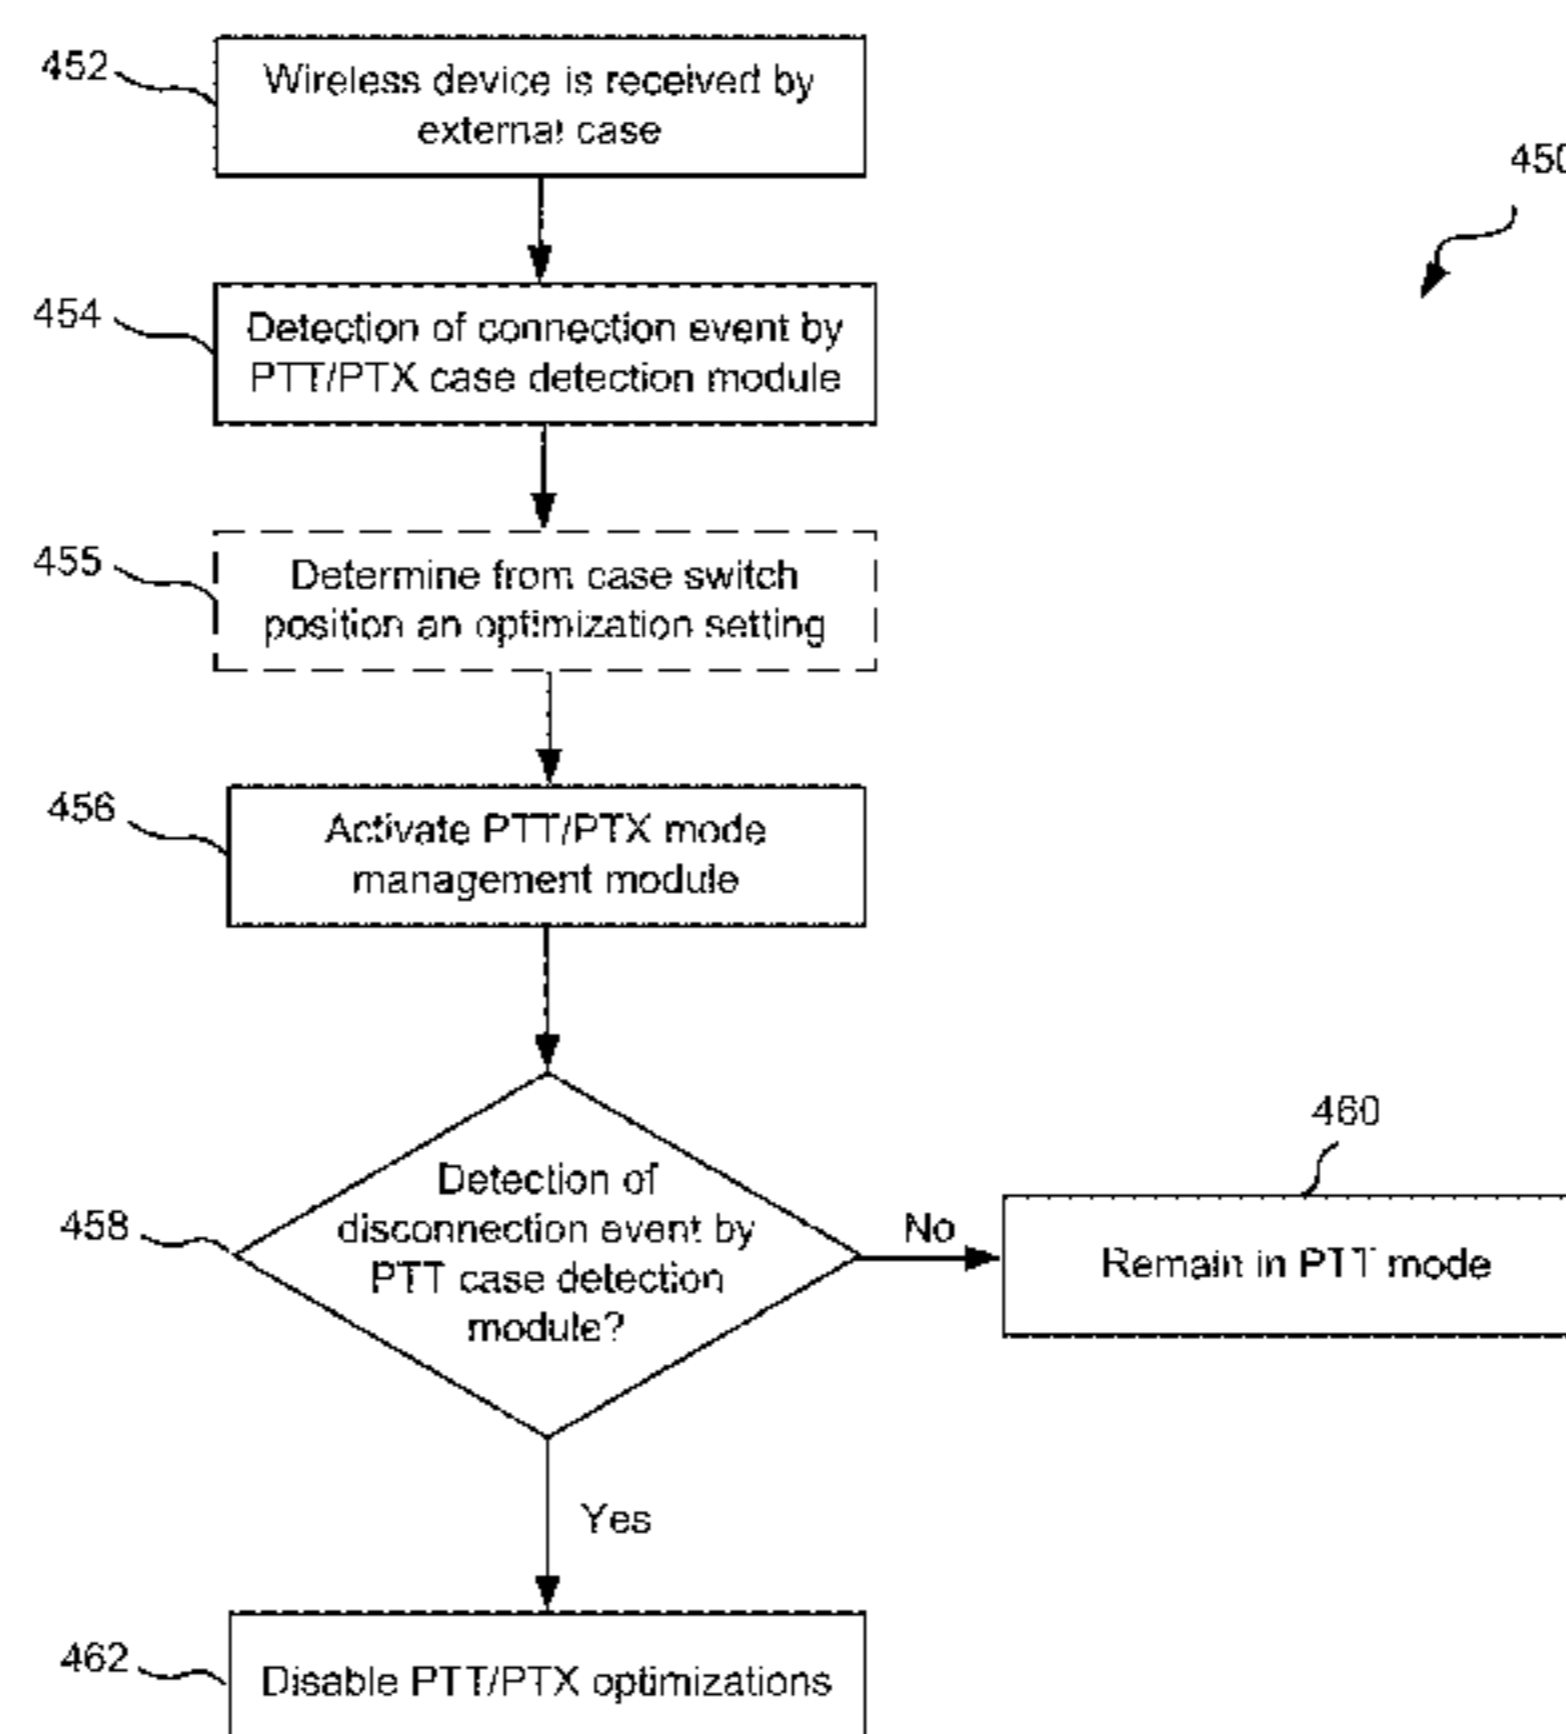 452
Wireless device is received by
external case
450
454
Detection of connection event by
PTT/PTX case detection module
455
Determine from case switch
position an optimization setting
456
Activate PTT/PTX mode
management module
458
Detection of
disconnection event by
PTT case detection
module?
No
460
Remain in PTT mode
Yes
462
Disable PTT/PTX optimizations